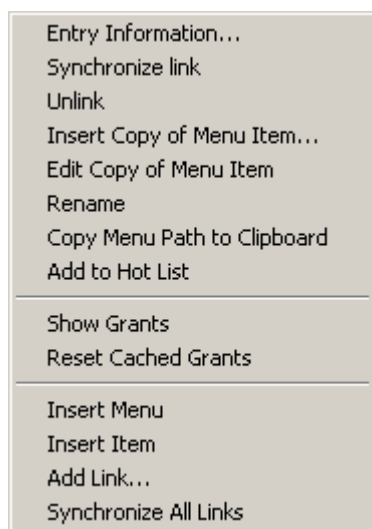 Entry Information...
Synchronize link
Unlink
Insert Copy of Menu Item...
Edit Copy of Menu Item
Rename
Copy Menu Path to Clipboard
Add to Hot List
Show Grants
Reset Cached Grants
Insert Menu
Insert Item
Add Link...
Synchronize All Links